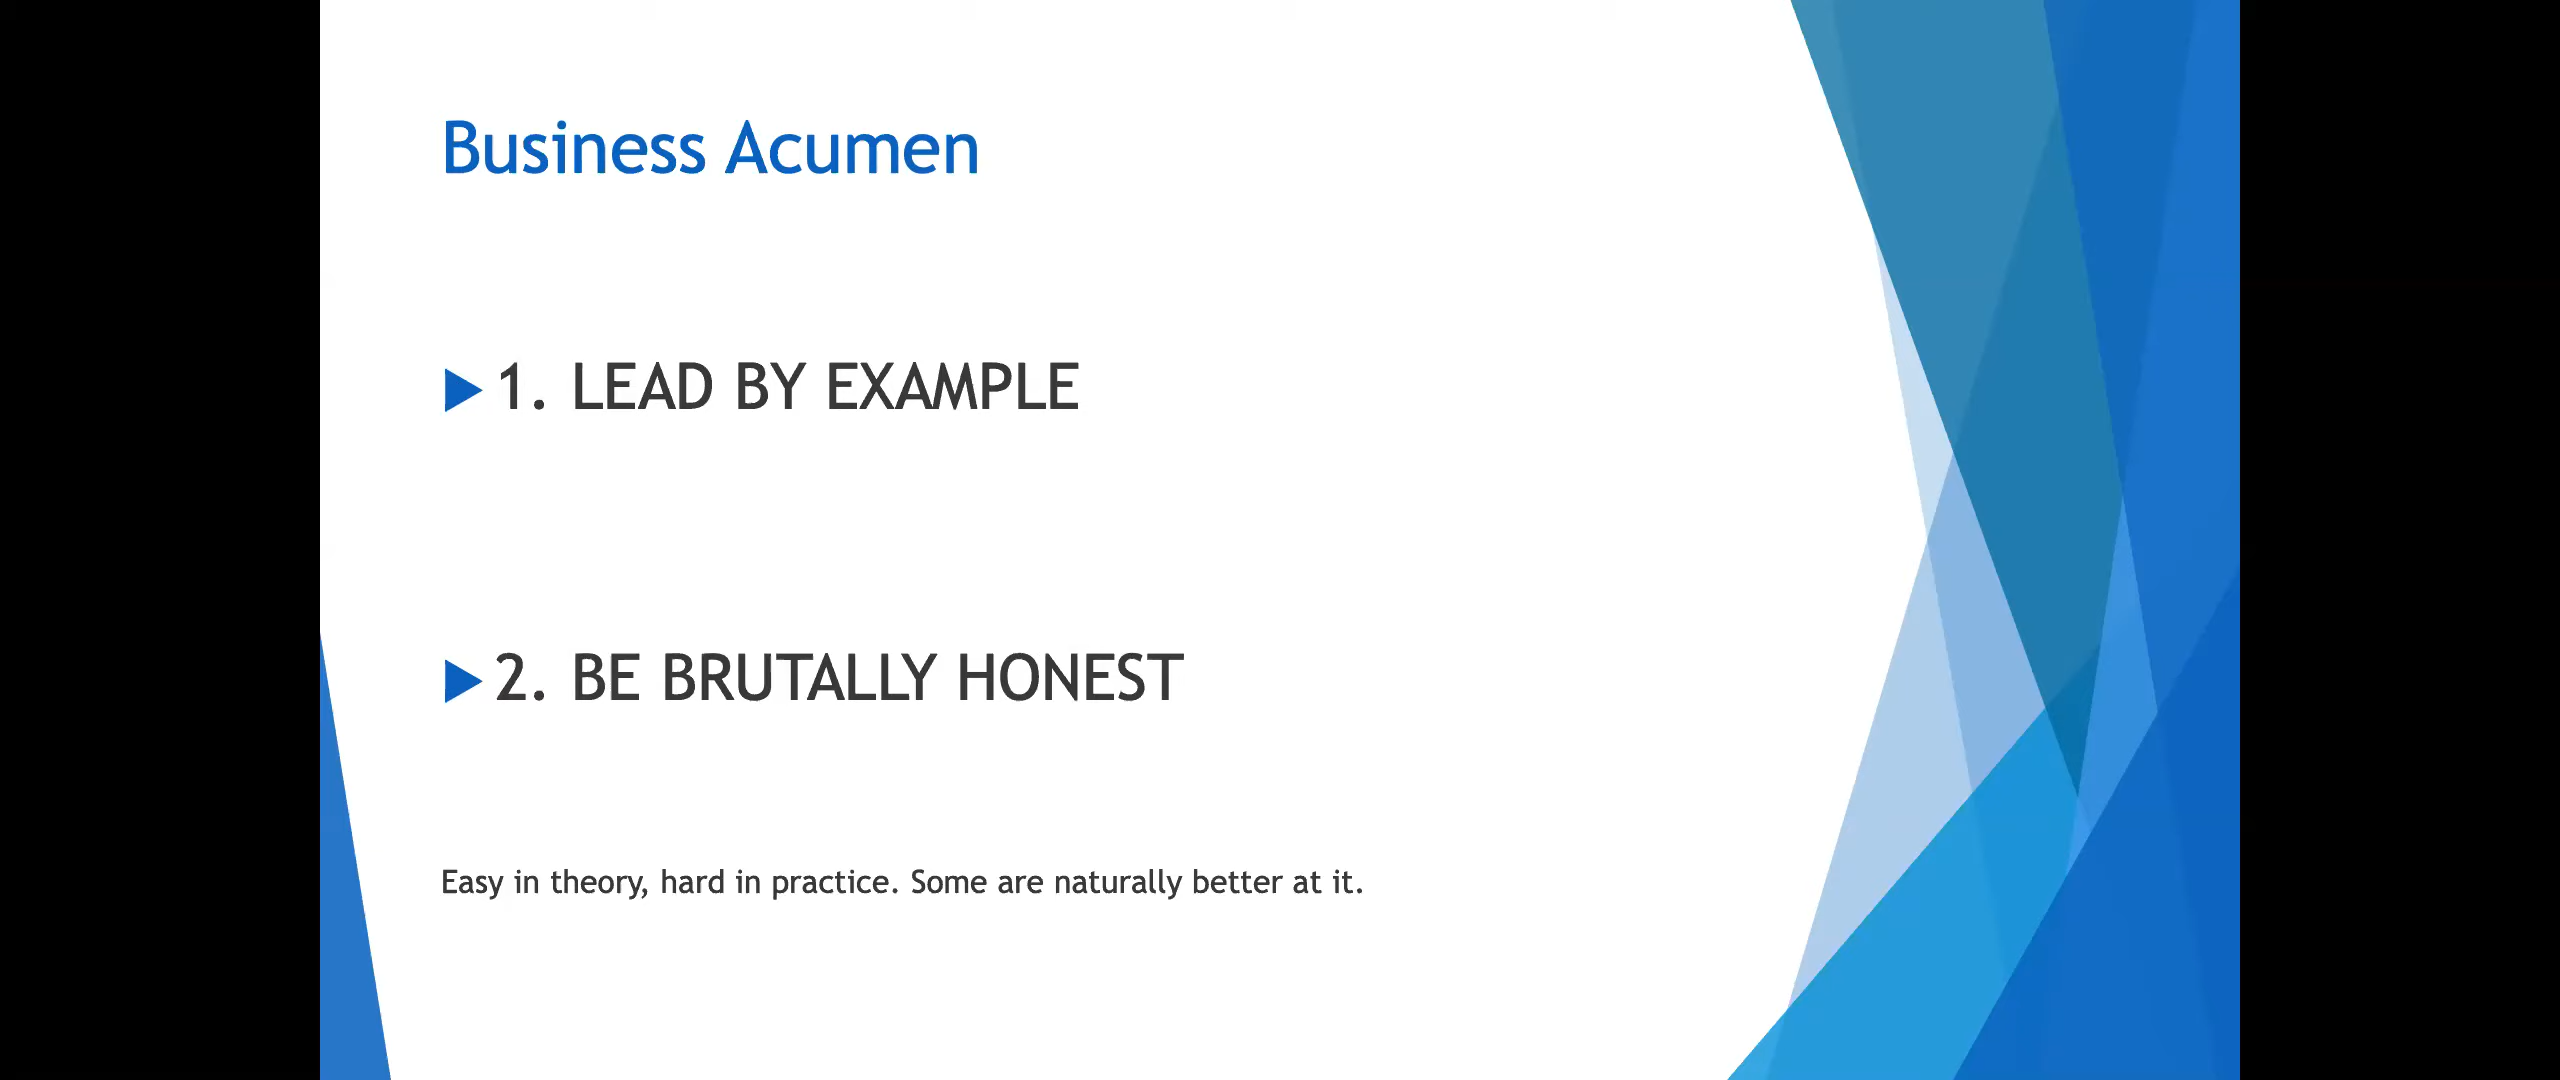 Business Acumen
1. LEAD BY EXAMPLE
2. BE BRUTALLY HONEST
Easy in theory, hard in practice. Some are naturally better at it.